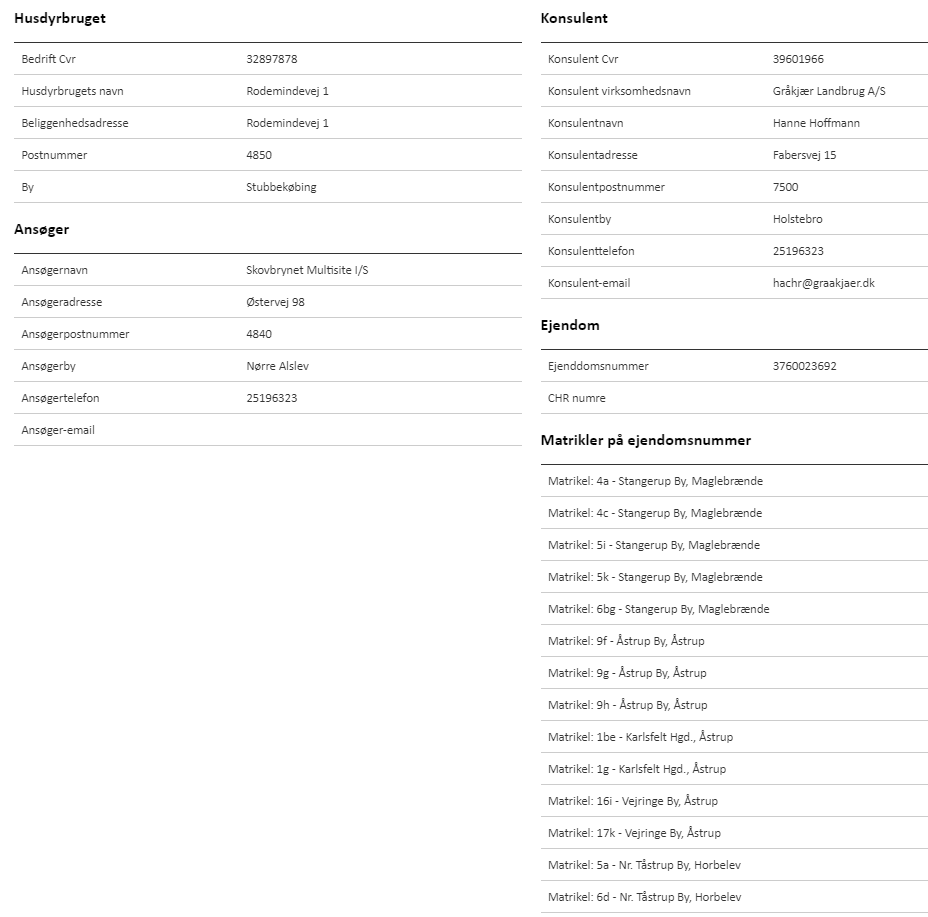 Husdyrbruget
Bedrift Cvr 32897878
Husdyrbrugets navn Rodemindevej 1
Beliggenhedsadresse Rodemindevej 1
Postnummer 4850
By Stubbekøbing
Ansøger
Ansøgernavn Skovbrynet Multisite I/S
Ansøgeradresse Østervej 98
Ansøgerpostnummer 4840
Ansøgerby Nørre Alslev
Ansøgertelefon 25196323
Ansøger-email
Konsulent
Konsulent Cvr 39601966
Konsulent virksomhedsnavn Gråkjær Landbrug A/S
Konsulentnavn Hanne Hoffmann
Konsulentadresse Fabersvej 15
Konsulentpostnummer 7500
Konsulentby Holstebro
Konsulenttelefon 25196323
Konsulent-email hachr@graakjaer.dk
Ejendom
Ejenddomsnummer 3760023692
CHR numre
Matrikler på ejendomsnummer
Matrikel: 4a - Stangerup By, Maglebrænde
Matrikel: 4c - Stangerup By, Maglebrænde
Matrikel: 5i - Stangerup By, Maglebrænde
Matrikel: 5k - Stangerup By, Maglebrænde
Matrikel: 6bg - Stangerup By, Maglebrænde
Matrikel: 9f - Åstrup By, Åstrup
Matrikel: 9g - Åstrup By, Åstrup
Matrikel: 9h - Åstrup By, Åstrup
Matrikel: 1be - Karlsfelt Hgd., Åstrup
Matrikel: 1g - Karlsfelt Hgd., Åstrup
Matrikel: 16i - Vejringe By, Åstrup
Matrikel: 17k - Vejringe By, Åstrup
Matrikel: 5a - Nr. Tåstrup By, Horbelev
Matrikel: 6d - Nr. Tåstrup By, Horbelev